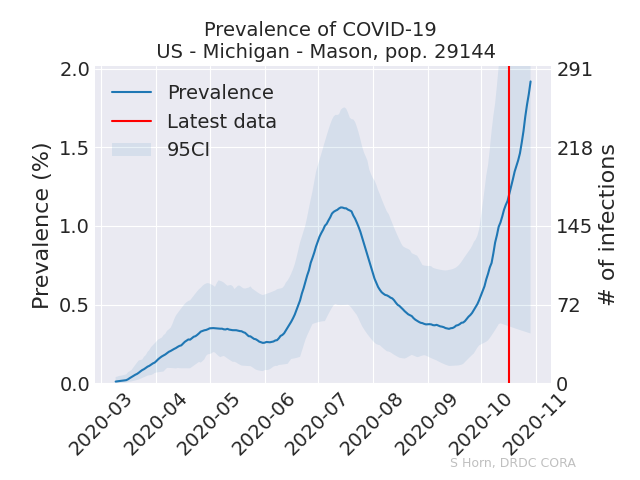 Prevalence of COVID-19
US - Michigan - Mason, pop. 29144
Prevalence
Latest data
95CI
Prevalence (%)
2.0
1.5
1.0
0.5
0.0
291
218
145
72
0
# of infections
2020-03
2020-04
2020-05
2020-06
2020-07
2020-08
2020-09
2020-10
2020-11
S Horn, DRDC CORA